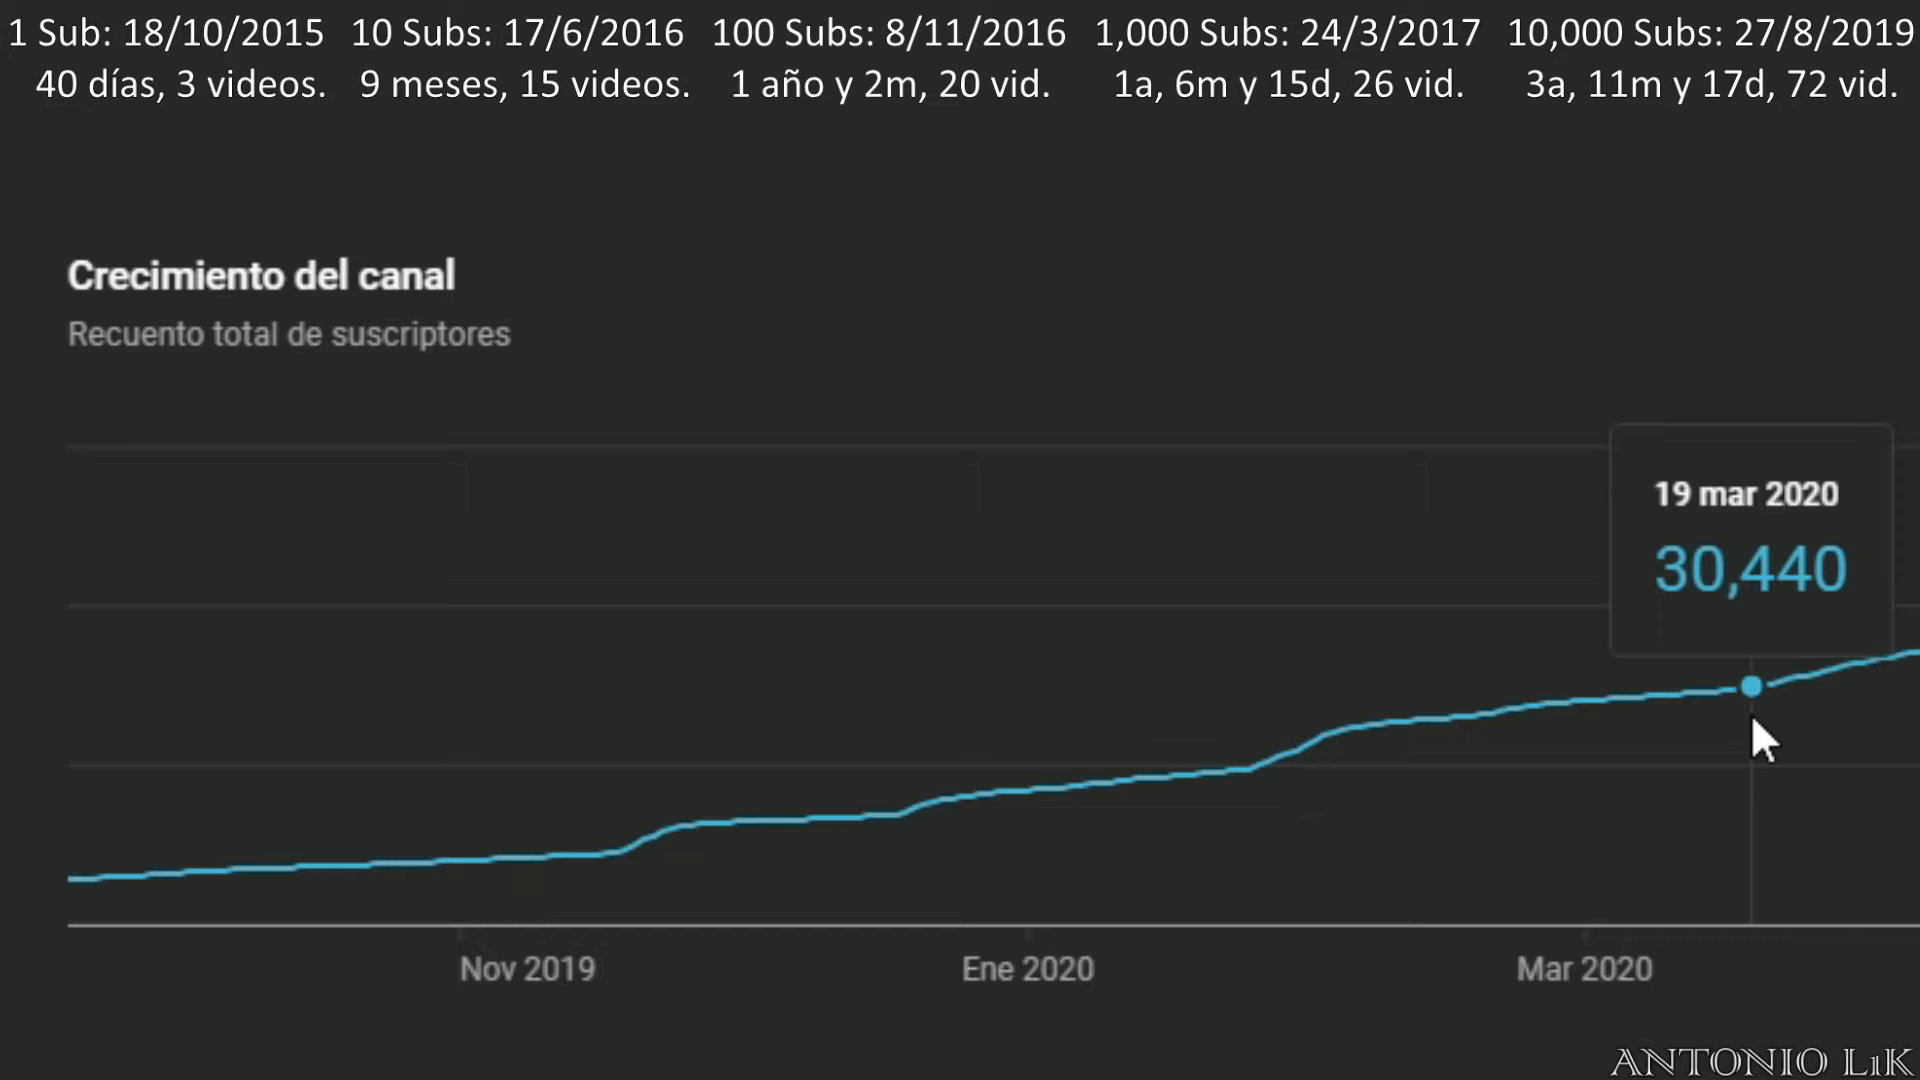 1 Sub: 18/10/2015 10 Subs: 17/6/2016 100 Subs: 8/11/2016 1,000 Subs: 24/3/2017 10,000 Subs: 27/8/2019
40 días, 3 videos. 9 meses, 15 videos. 1 año y 2m, 20 vid. 1a, 6m y 15d, 26 vid. 3a, 11m y 17d, 72 vid.
Crecimiento del canal
Recuento total de suscriptores
19 mar 2020
30,440
Nov 2019 Ene 2020 Mar 2020
ANTONIO L1K